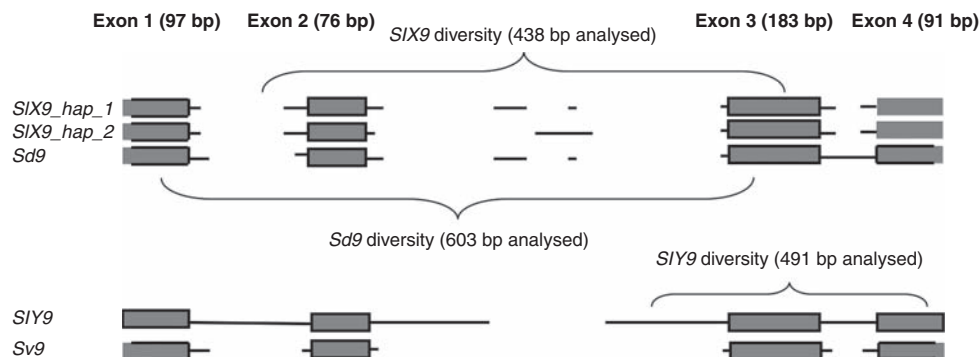 Exon 1 (97 bp) Exon 2 (76 bp) Exon 3 (183 bp) Exon 4 (91 bp)
SlX9 diversity (438 bp analysed)
SlX9_hap_1
SlX9_hap_2
Sd9
Sd9 diversity (603 bp analysed)
SlY9 diversity (491 bp analysed)
SlY9
Sv9